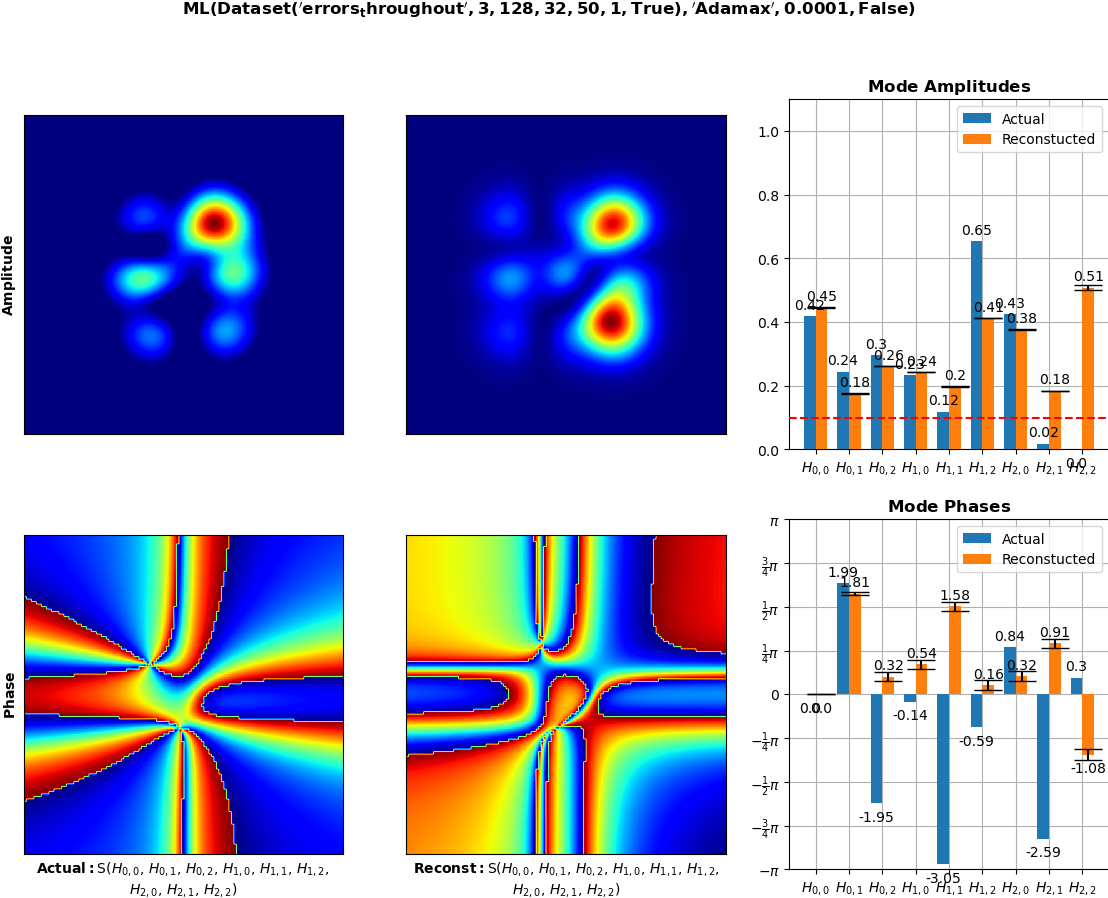 ML(Dataset('errors_throughout', 3, 128, 32, 50, 1, True), 'Adamax', 0.0001, False)
Amplitude
Mode Amplitudes
Actual
Reconstucted
1.0
0.8
0.6
0.4
0.2
0.0
0.42 0.45 0.24 0.18 0.3 0.26 0.23 0.24 0.12 0.2 0.65 0.41 0.43 0.38 0.02 0.18 0.0 0.51
H0,0 H0,1 H0,2 H1,0 H1,1 H1,2 H2,0 H2,1 H2,2
Phase
Mode Phases
Actual
Reconstucted
π
3/4π
1/2π
1/4π
0
−1/4π
−1/2π
−3/4π
−π
0.0 0.0 1.99 1.81 -1.95 0.32 -0.14 0.54 -3.05 1.58 -0.59 0.16 0.84 0.32 -2.59 0.91 0.3 -1.08
H0,0 H0,1 H0,2 H1,0 H1,1 H1,2 H2,0 H2,1 H2,2
Actual: S(H0,0, H0,1, H0,2, H1,0, H1,1, H1,2,
H2,0, H2,1, H2,2)
Reconst: S(H0,0, H0,1, H0,2, H1,0, H1,1, H1,2,
H2,0, H2,1, H2,2)